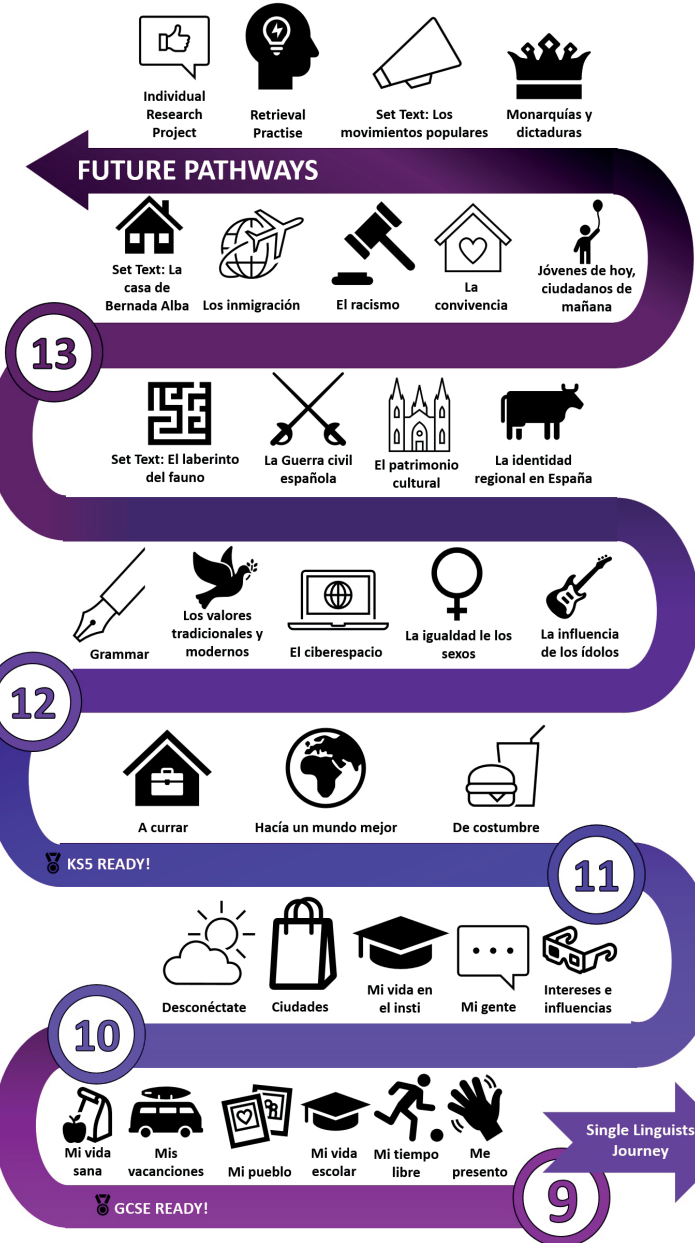 Individual
Research
Project
Retrieval
Practise
Set Text: Los
movimientos populares
Monarquías y
dictaduras
FUTURE PATHWAYS
Set Text: La
casa de
Bernada Alba
Los inmigración
El racismo
La
convivencia
Jóvenes de hoy,
ciudadanos de
mañana
13
Set Text: El laberinto
del fauno
La Guerra civil
española
El patrimonio
cultural
La identidad
regional en España
Grammar
Los valores
tradicionales y
modernos
El ciberespacio
La igualdad le los
sexos
La influencia
de los ídolos
12
A currar
Hacía un mundo mejor
De costumbre
KS5 READY!
11
Desconéctate
Ciudades
Mi vida en
el insti
Mi gente
Intereses e
influencias
10
Mi vida
sana
Mis
vacanciones
Mi pueblo
Mi vida
escolar
Mi tiempo
libre
Me
presento
Single Linguists
Journey
9
GCSE READY!